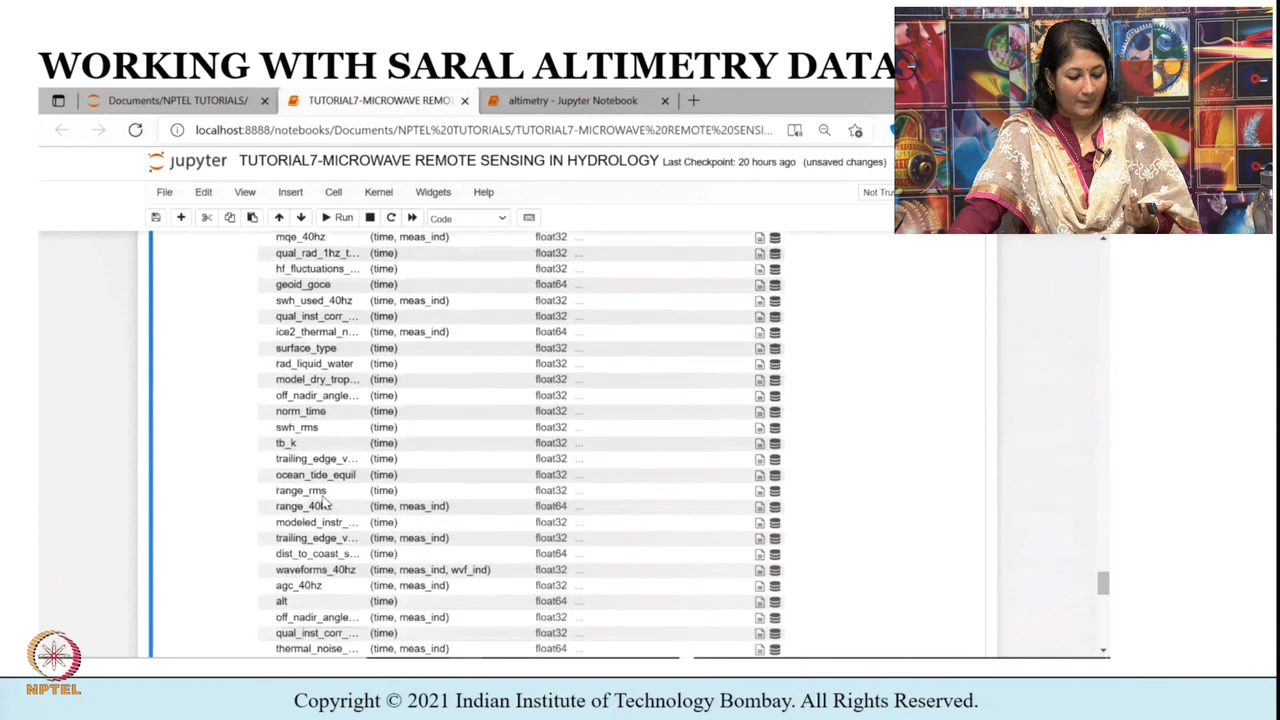 WORKING WITH SARAL ALTIMETRY DATA
Documents/NPTEL TUTORIALS/
TUTORIAL7-MICROWAVE REMO
altimetry - Jupyter Notebook
localhost:8888/notebooks/Documents/NPTEL%20TUTORIALS/TUTORIAL7-MICROWAVE%20REMOTE%20SENSI...
jupyter TUTORIAL7-MICROWAVE REMOTE SENSING IN HYDROLOGY Last Checkpoint: 20 hours ago (unsaved changes)
File Edit View Insert Cell Kernel Widgets Help Not Trus
Run Code
mqe_40hz (time, meas_ind) float32 ...
qual_rad_1hz_t... (time) float32 ...
hf_fluctuations_... (time) float32 ...
geoid_goce (time) float64 ...
swh_used_40hz (time, meas_ind) float32 ...
qual_inst_corr_... (time) float32 ...
ice2_thermal_n... (time, meas_ind) float64 ...
surface_type (time) float32 ...
rad_liquid_water (time) float32 ...
model_dry_trop... (time) float32 ...
off_nadir_angle... (time) float32 ...
norm_time (time) float32 ...
swh_rms (time) float32 ...
tb_k (time) float32 ...
trailing_edge_v... (time) float32 ...
ocean_tide_equil (time) float32 ...
range_rms (time) float32 ...
range_40hz (time, meas_ind) float64 ...
modeled_instr_... (time) float32 ...
trailing_edge_v... (time, meas_ind) float32 ...
dist_to_coast_s... (time) float64 ...
waveforms_40hz (time, meas_ind, wvf_ind) float32 ...
agc_40hz (time, meas_ind) float32 ...
alt (time) float64 ...
off_nadir_angle... (time, meas_ind) float32 ...
qual_inst_corr_... (time) float32 ...
thermal_noise_... (time, meas_ind) float64 ...
NPTEL
Copyright © 2021 Indian Institute of Technology Bombay. All Rights Reserved.